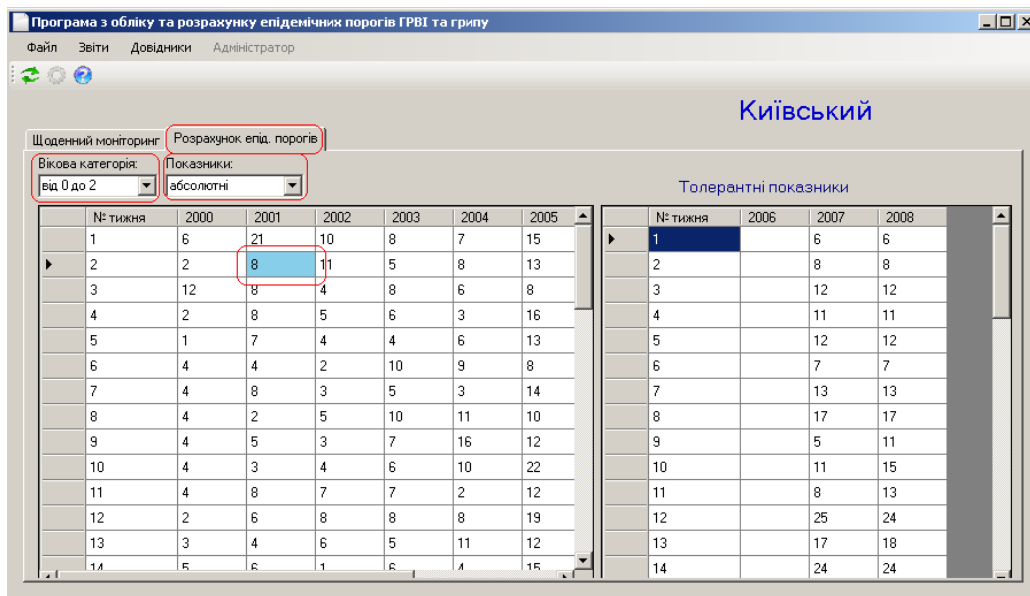 Програма з обліку та розрахунку епідемічних порогів ГРВІ та грипу
Файл Звіти Довідники Адміністратор
Київський
Щоденний моніторинг Розрахунок епід. порогів
Вікова категорія: Показники:
від 0 до 2 абсолютні
Толерантні показники
№ тижня 2000 2001 2002 2003 2004 2005 № тижня 2006 2007 2008
1 6 21 10 8 7 15 1 6 6
2 2 8 11 5 8 13 2 8 8
3 12 8 4 8 6 8 3 12 12
4 2 8 5 6 3 16 4 11 11
5 1 7 4 4 6 13 5 12 12
6 4 4 2 10 9 8 6 7 7
7 4 8 3 5 3 14 7 13 13
8 4 2 5 10 11 10 8 17 17
9 4 5 3 7 16 12 9 5 11
10 4 3 4 6 10 22 10 11 15
11 4 8 7 7 2 12 11 8 13
12 2 6 8 8 8 19 12 25 24
13 3 4 6 5 11 12 13 17 18
14 5 6 1 6 4 15 14 24 24